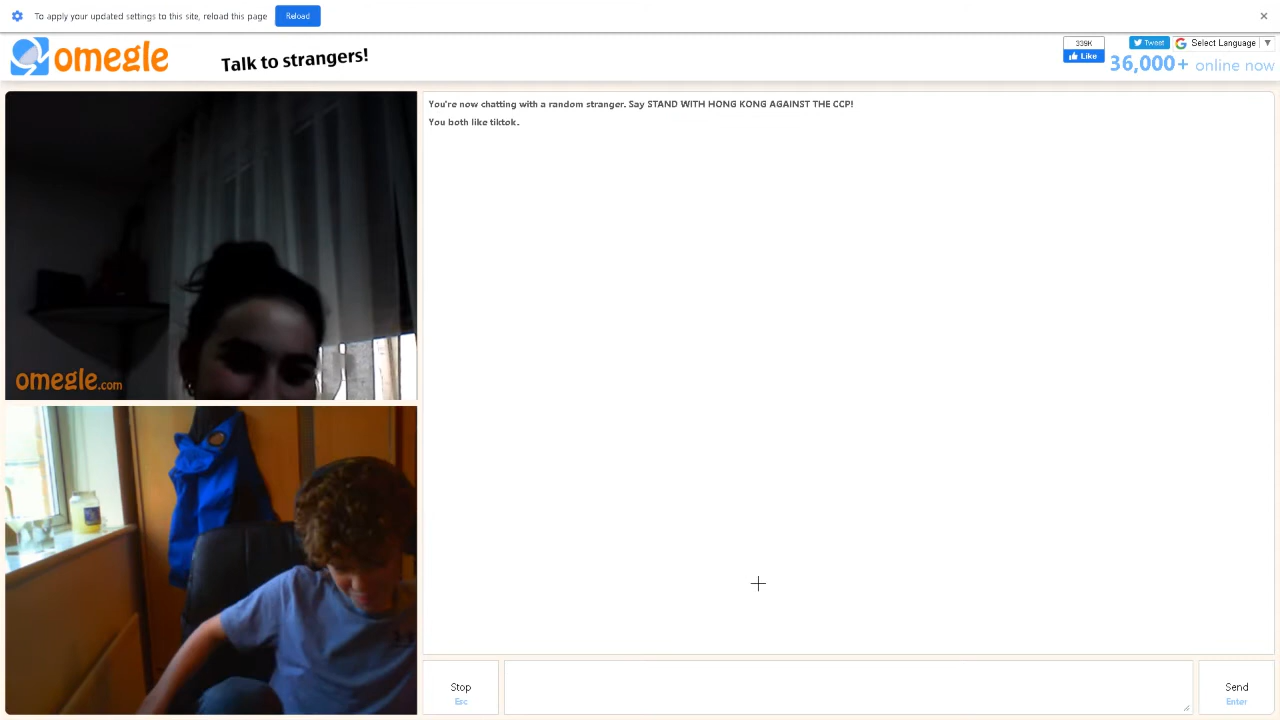 To apply your updated settings to this site, reload this page
Reload
omegle
Talk to strangers!
339K
Like
Tweet
Select Language
36,000+ online now
You're now chatting with a random stranger. Say STAND WITH HONG KONG AGAINST THE CCP!
You both like tiktok.
omegle.com
Stop
Esc
Send
Enter